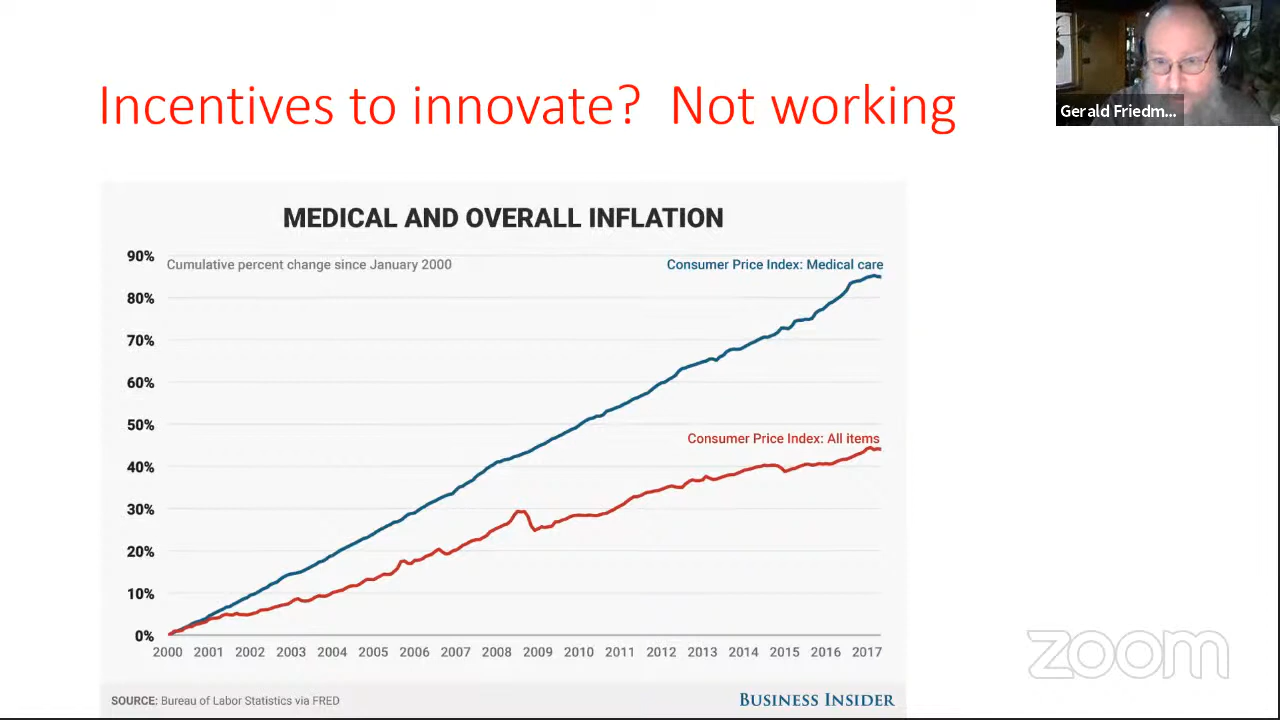 Incentives to innovate? Not working
Gerald Friedm...
MEDICAL AND OVERALL INFLATION
90%
Cumulative percent change since January 2000
Consumer Price Index: Medical care
80%
70%
60%
50%
Consumer Price Index: All items
40%
30%
20%
10%
0%
2000 2001 2002 2003 2004 2005 2006 2007 2008 2009 2010 2011 2012 2013 2014 2015 2016 2017
SOURCE: Bureau of Labor Statistics via FRED
BUSINESS INSIDER
zoom